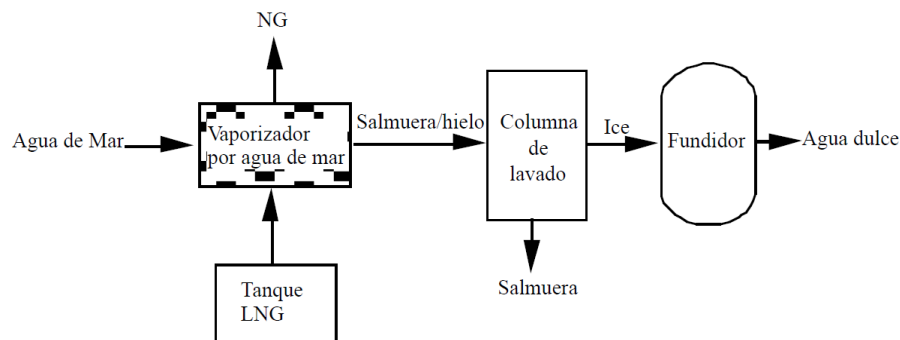 NG
Agua de Mar
Vaporizador
por agua de mar
Salmuera/hielo
Columna
de
lavado
Ice
Fundidor
Agua dulce
Tanque
LNG
Salmuera